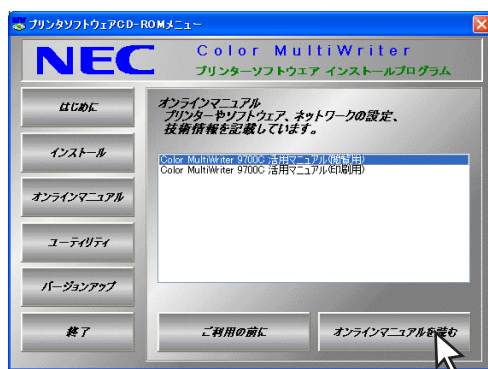 プリンタソフトウェアCD-ROMメニュー
NEC
Color MultiWriter
プリンターソフトウエア インストールプログラム
はじめに
インストール
オンラインマニュアル
ユーティリティ
バージョンアップ
終了
オンラインマニュアル
プリンターやソフトウェア、ネットワークの設定、
技術情報を記載しています。
Color MultiWriter 9700C 活用マニュアル(閲覧用)
Color MultiWriter 9700C 活用マニュアル(印刷用)
ご利用の前に
オンラインマニュアルを読む